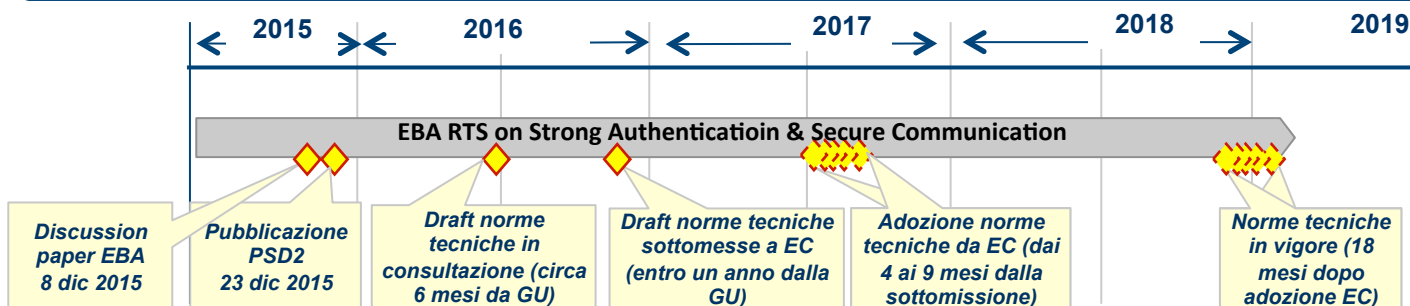 2015
2016
2017
2018
2019
EBA RTS on Strong Authenticatioin & Secure Communication
Discussion
paper EBA
8 dic 2015
Pubblicazione
PSD2
23 dic 2015
Draft norme
tecniche in
consultazione (circa
6 mesi da GU)
Draft norme tecniche
sottomesse a EC
(entro un anno dalla
GU)
Adozione norme
tecniche da EC (dai
4 ai 9 mesi dalla
sottomissione)
Norme tecniche
in vigore (18
mesi dopo
adozione EC)